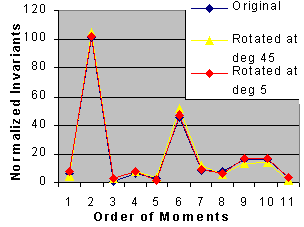 Original
Rotated at
deg 45
Rotated at
deg 5
Normalized Invariants
120
100
80
60
40
20
0
1 2 3 4 5 6 7 8 9 10 11
Order of Moments